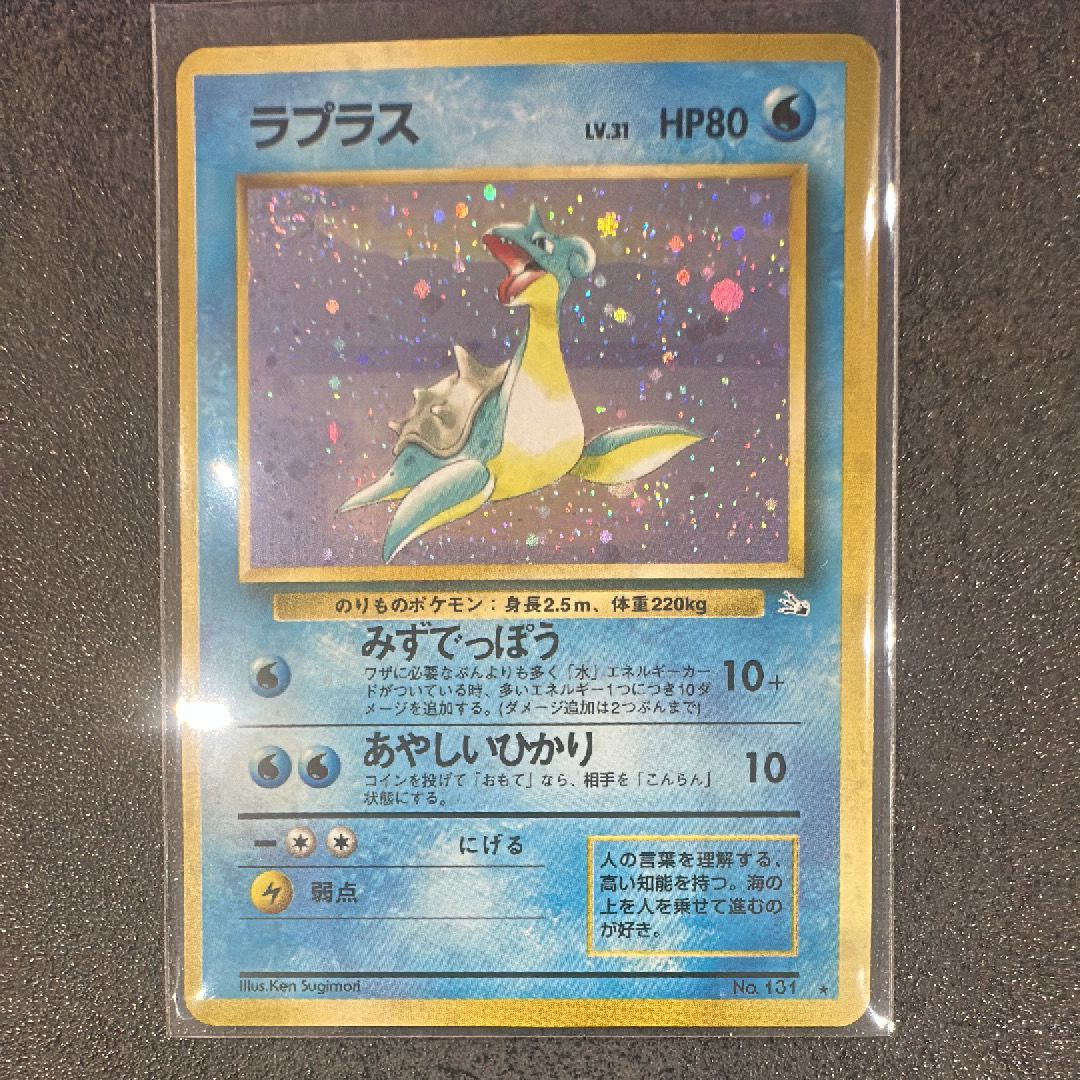 ラプラス LV.31 HP80
のりものポケモン：身長2.5m、体重220kg
みずでっぽう
ワザに必要なぶんよりも多く「水」エネルギーカー
ドがついている時、多いエネルギー1つにつき10ダ
メージを追加する。(ダメージ追加は2つぶんまで)
10+
あやしいひかり
コインを投げて「おもて」なら、相手を「こんらん」
状態にする。
10
にげる
弱点
人の言葉を理解する、
高い知能を持つ。海の
上を人を乗せて進むの
が好き。
Illus.Ken Sugimori
No. 131 ★